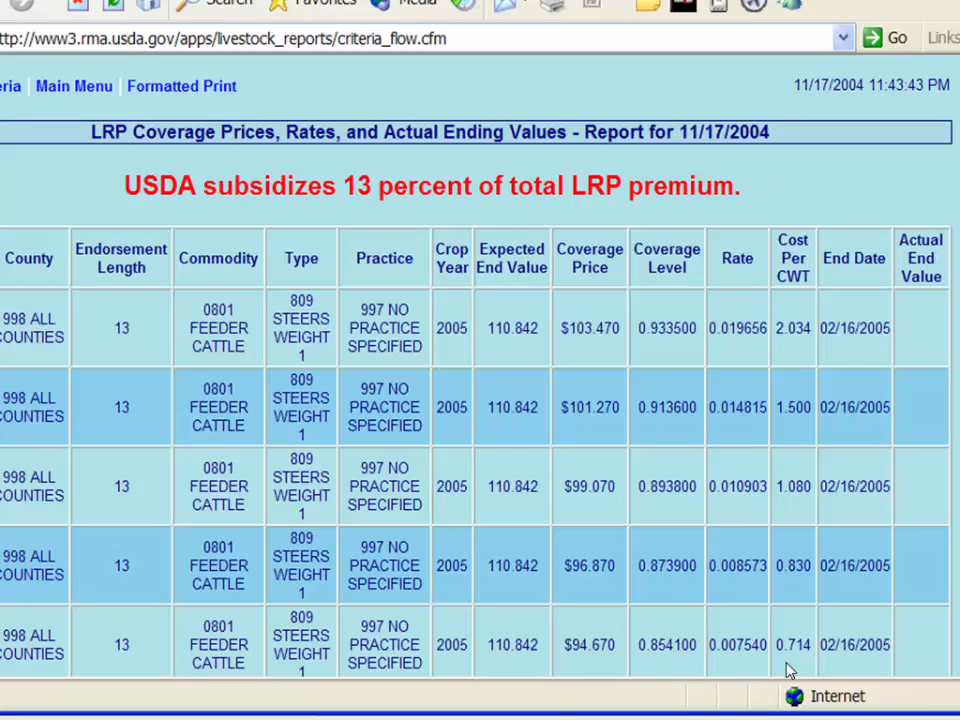 Search Favorites Media
ttp://www3.rma.usda.gov/apps/livestock_reports/criteria_flow.cfm Go Links
eria Main Menu Formatted Print 11/17/2004 11:43:43 PM
LRP Coverage Prices, Rates, and Actual Ending Values - Report for 11/17/2004
USDA subsidizes 13 percent of total LRP premium.
County Endorsement Length Commodity Type Practice Crop Year Expected End Value Coverage Price Coverage Level Rate Cost Per CWT End Date Actual End Value
998 ALL COUNTIES 13 0801 FEEDER CATTLE 809 STEERS WEIGHT 1 997 NO PRACTICE SPECIFIED 2005 110.842 $103.470 0.933500 0.019656 2.034 02/16/2005
998 ALL COUNTIES 13 0801 FEEDER CATTLE 809 STEERS WEIGHT 1 997 NO PRACTICE SPECIFIED 2005 110.842 $101.270 0.913600 0.014815 1.500 02/16/2005
998 ALL COUNTIES 13 0801 FEEDER CATTLE 809 STEERS WEIGHT 1 997 NO PRACTICE SPECIFIED 2005 110.842 $99.070 0.893800 0.010903 1.080 02/16/2005
998 ALL COUNTIES 13 0801 FEEDER CATTLE 809 STEERS WEIGHT 1 997 NO PRACTICE SPECIFIED 2005 110.842 $96.870 0.873900 0.008573 0.830 02/16/2005
998 ALL COUNTIES 13 0801 FEEDER CATTLE 809 STEERS WEIGHT 1 997 NO PRACTICE SPECIFIED 2005 110.842 $94.670 0.854100 0.007540 0.714 02/16/2005
Internet